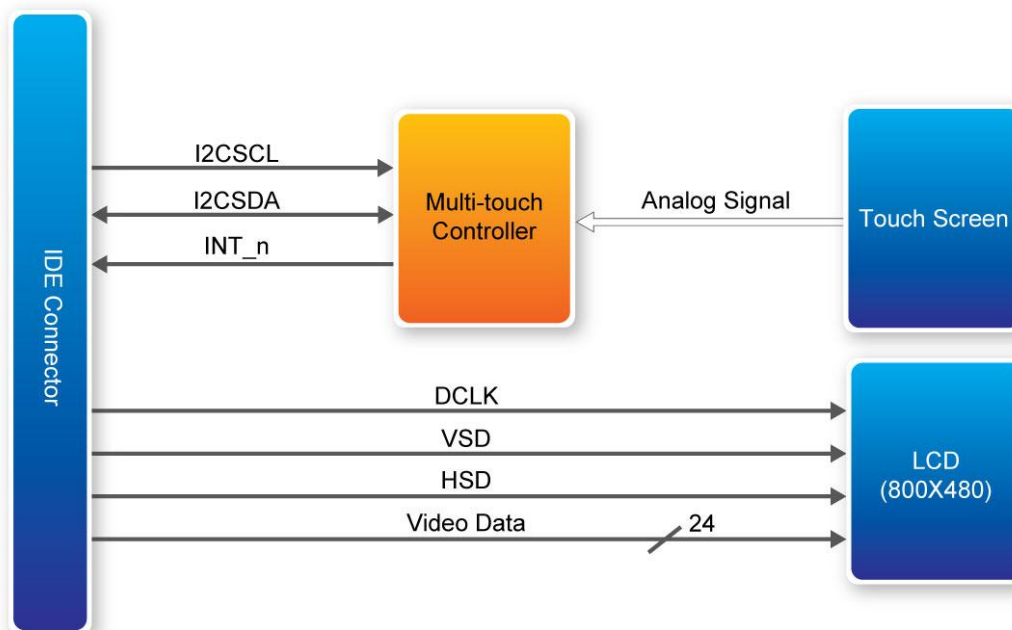 IDE Connector
I2CSCL
I2CSDA
INT_n
Multi-touch
Controller
Analog Signal
Touch Screen
DCLK
VSD
HSD
Video Data
24
LCD
(800X480)